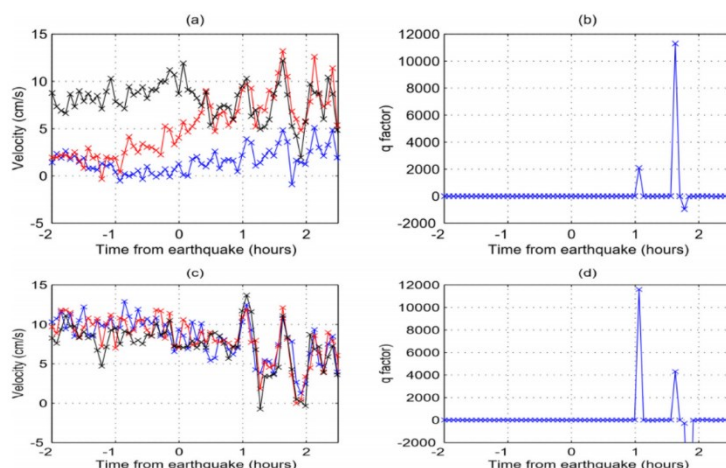 (a)
15
10
5
0
-5
Velocity (cm/s)
-2 -1 0 1 2
Time from earthquake (hours)
(b)
12000
10000
8000
6000
4000
2000
0
-2000
q factor)
-2 -1 0 1 2
Time from earthquake (hours)
(c)
15
10
5
0
-5
Velocity (cm/s)
-2 -1 0 1 2
Time from earthquake (hours)
(d)
12000
10000
8000
6000
4000
2000
0
-2000
q factor)
-2 -1 0 1 2
Time from earthquake (hours)